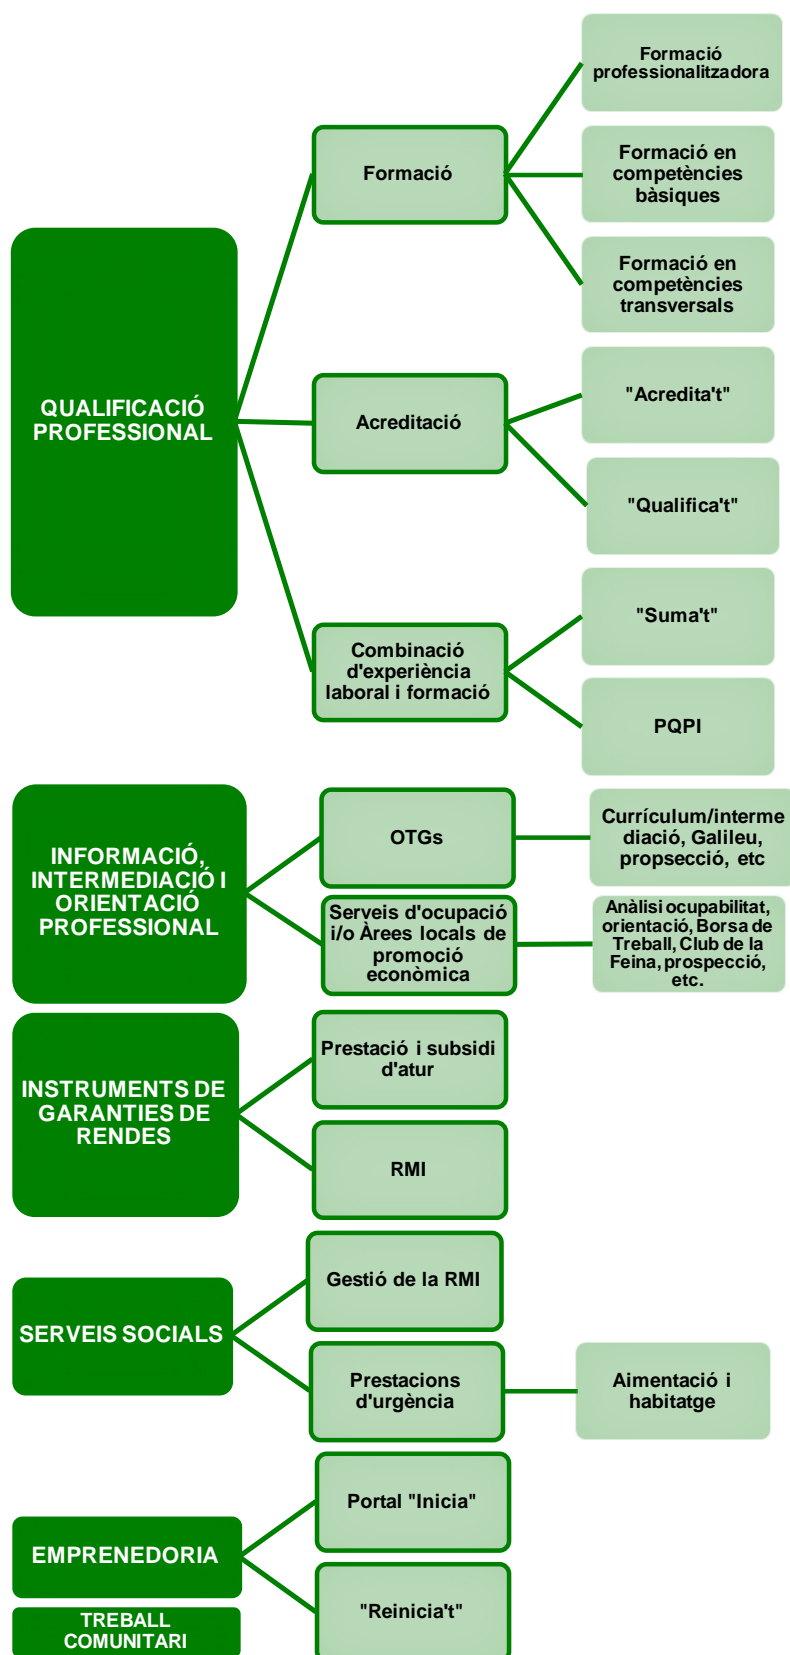 Formació
professionalitzadora
Formació
Formació en
competències
bàsiques
Formació en
competències
transversals
QUALIFICACIÓ
PROFESSIONAL
Acreditació
"Acredita't"
"Qualifica't"
Combinació
d'experiència
laboral i formació
"Suma't"
PQPI
INFORMACIÓ,
INTERMEDIACIÓ I
ORIENTACIÓ
PROFESSIONAL
OTGs
Currículum/interme
diació, Galileu,
propsecció, etc
Serveis d'ocupació
i/o Àrees locals de
promoció
econòmica
Anàlisi ocupabilitat,
orientació, Borsa de
Treball, Club de la
Feina, prospecció,
etc.
INSTRUMENTS DE
GARANTIES DE
RENDES
Prestació i subsidi
d'atur
RMI
SERVEIS SOCIALS
Gestió de la RMI
Prestacions
d'urgència
Aimentació i
habitatge
EMPRENEDORIA
Portal "Inicia"
"Reinicia't"
TREBALL
COMUNITARI